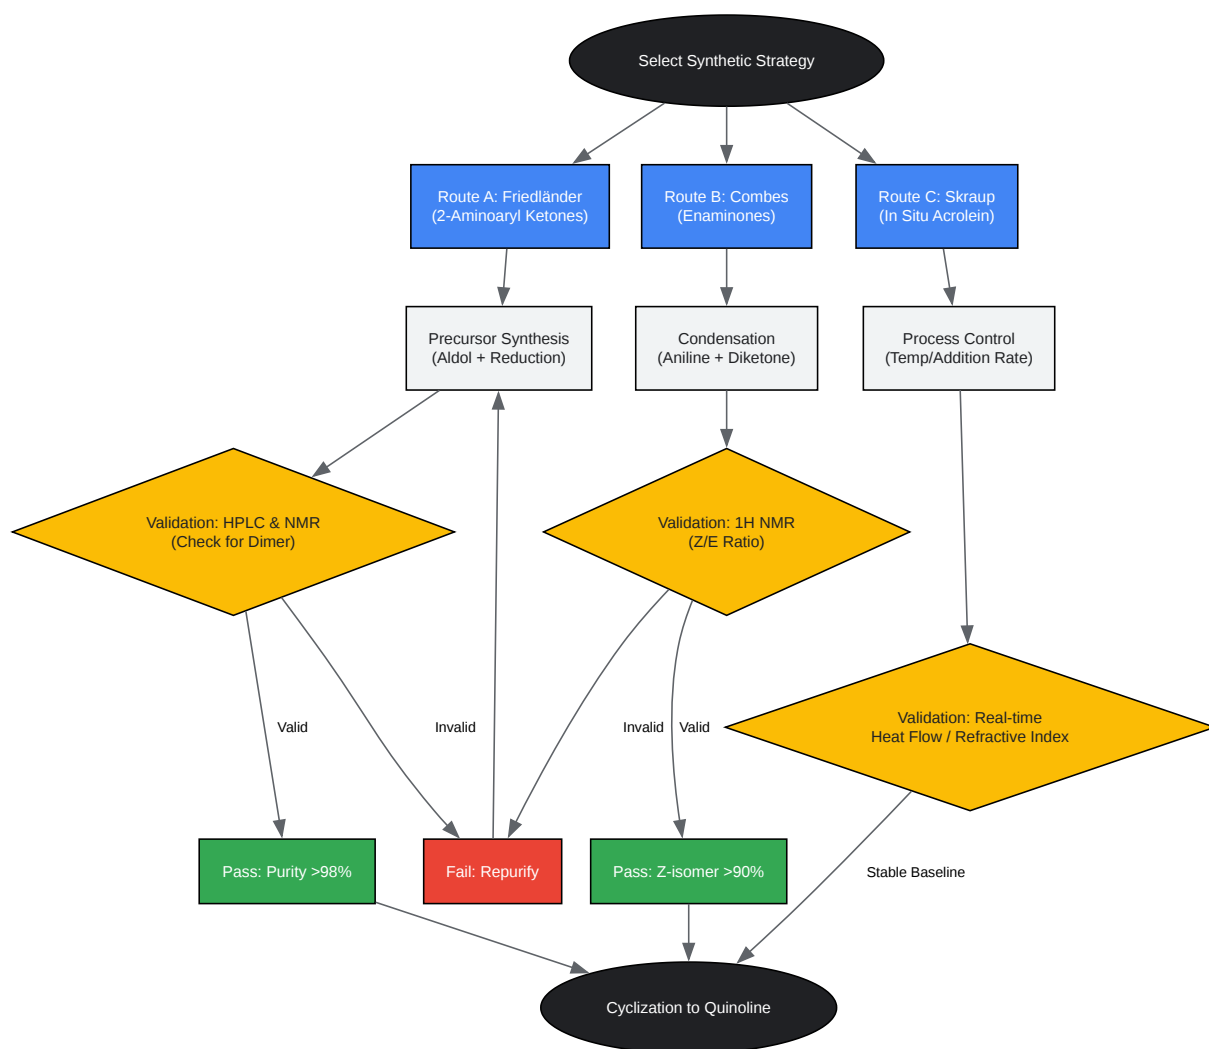 Select Synthetic Strategy
Route A: Friedländer
(2-Aminoaryl Ketones)
Route B: Combes
(Enaminones)
Route C: Skraup
(In Situ Acrolein)
Precursor Synthesis
(Aldol + Reduction)
Condensation
(Aniline + Diketone)
Process Control
(Temp/Addition Rate)
Validation: HPLC & NMR
(Check for Dimer)
Validation: 1H NMR
(Z/E Ratio)
Validation: Real-time
Heat Flow / Refractive Index
Valid
Invalid
Invalid
Valid
Pass: Purity >98%
Fail: Repurify
Pass: Z-isomer >90%
Stable Baseline
Cyclization to Quinoline